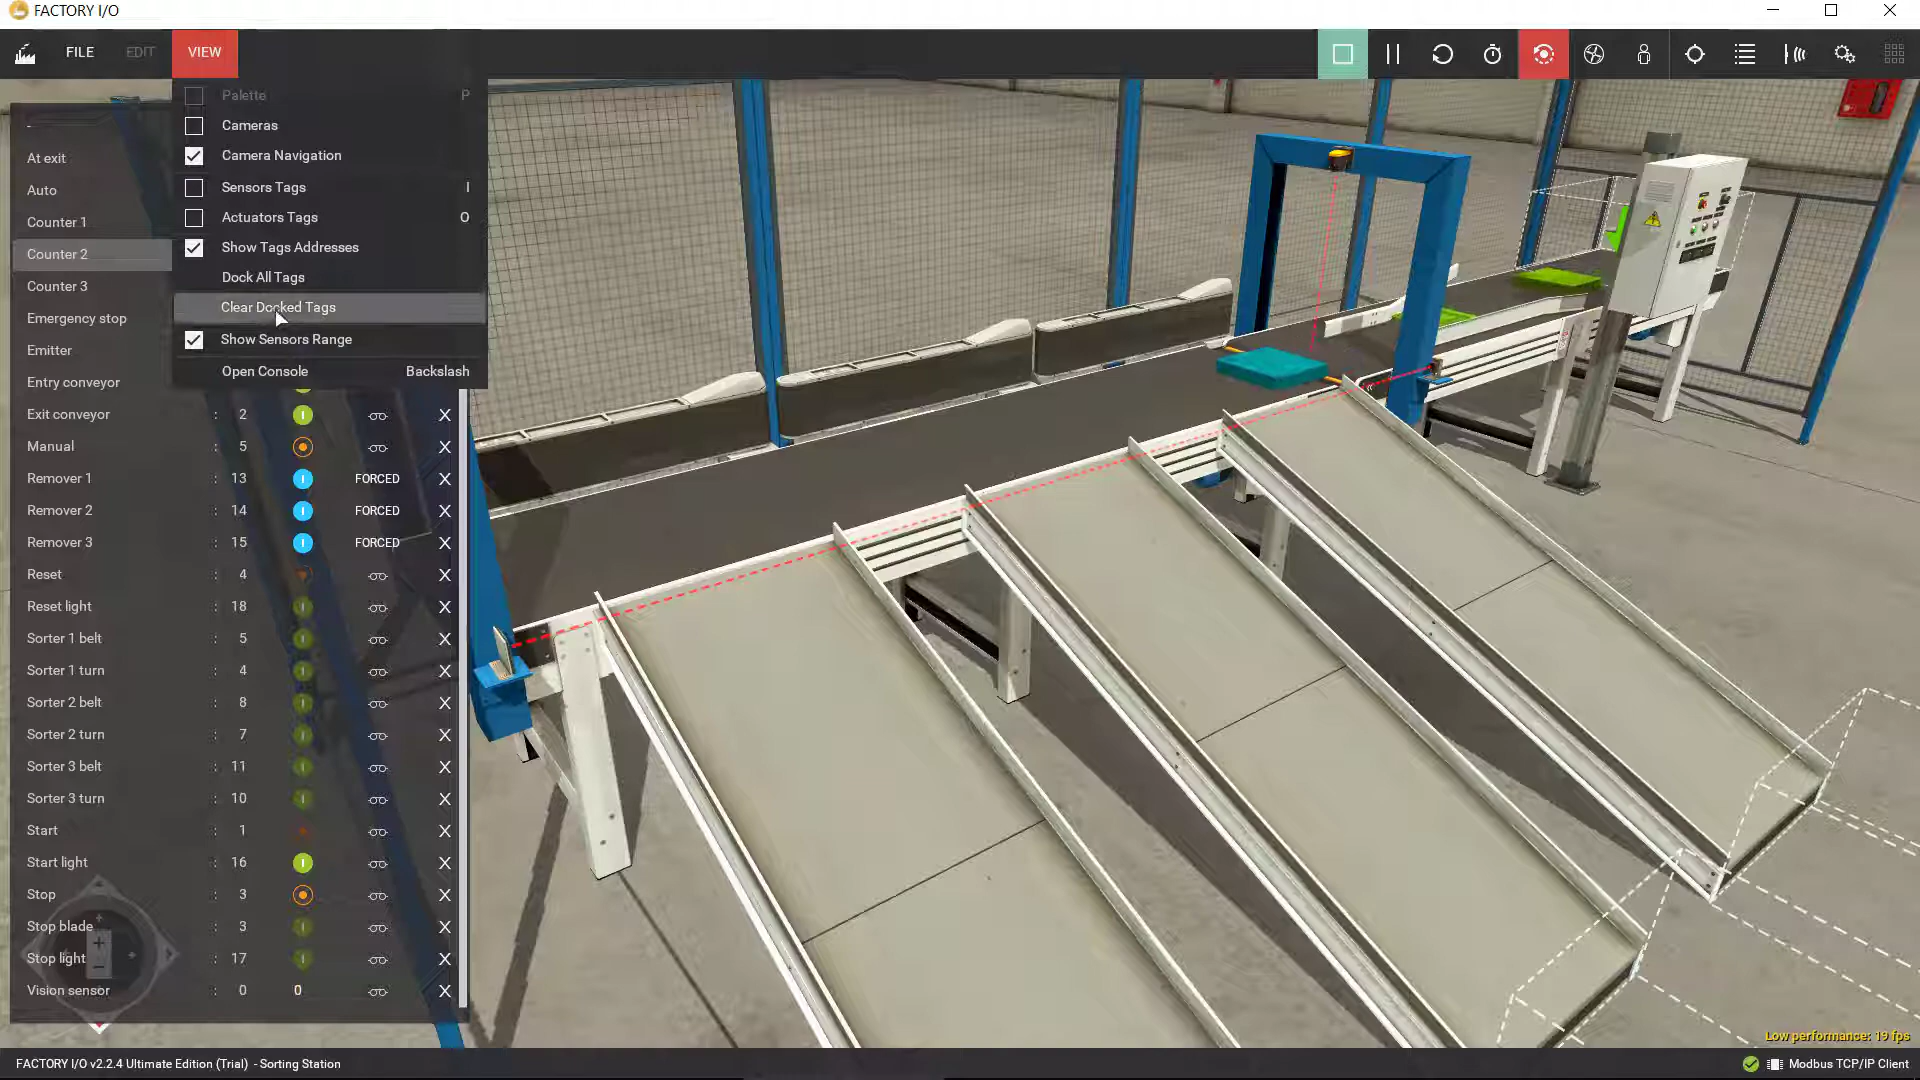 FACTORY I/O
FILE EDIT VIEW
Palette P
Cameras
Camera Navigation
Sensors Tags I
Actuators Tags O
Show Tags Addresses
Dock All Tags
Clear Docked Tags
Show Sensors Range
Open Console Backslash
At exit
Auto
Counter 1
Counter 2
Counter 3
Emergency stop
Emitter
Entry conveyor
Exit conveyor : 2 X
Manual : 5 X
Remover 1 : 13 FORCED X
Remover 2 : 14 FORCED X
Remover 3 : 15 FORCED X
Reset : 4 X
Reset light : 18 X
Sorter 1 belt : 5 X
Sorter 1 turn : 4 X
Sorter 2 belt : 8 X
Sorter 2 turn : 7 X
Sorter 3 belt : 11 X
Sorter 3 turn : 10 X
Start : 1 X
Start light : 16 X
Stop : 3 X
Stop blade : 3 X
Stop light : 17 X
Vision sensor : 0 0 X
Low performance: 19 fps
FACTORY I/O v2.2.4 Ultimate Edition (Trial) - Sorting Station
Modbus TCP/IP Client